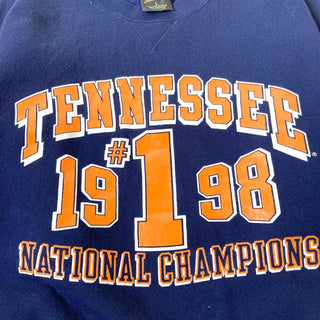 TENNESSEE
19 #1 98
NATIONAL CHAMPIONS